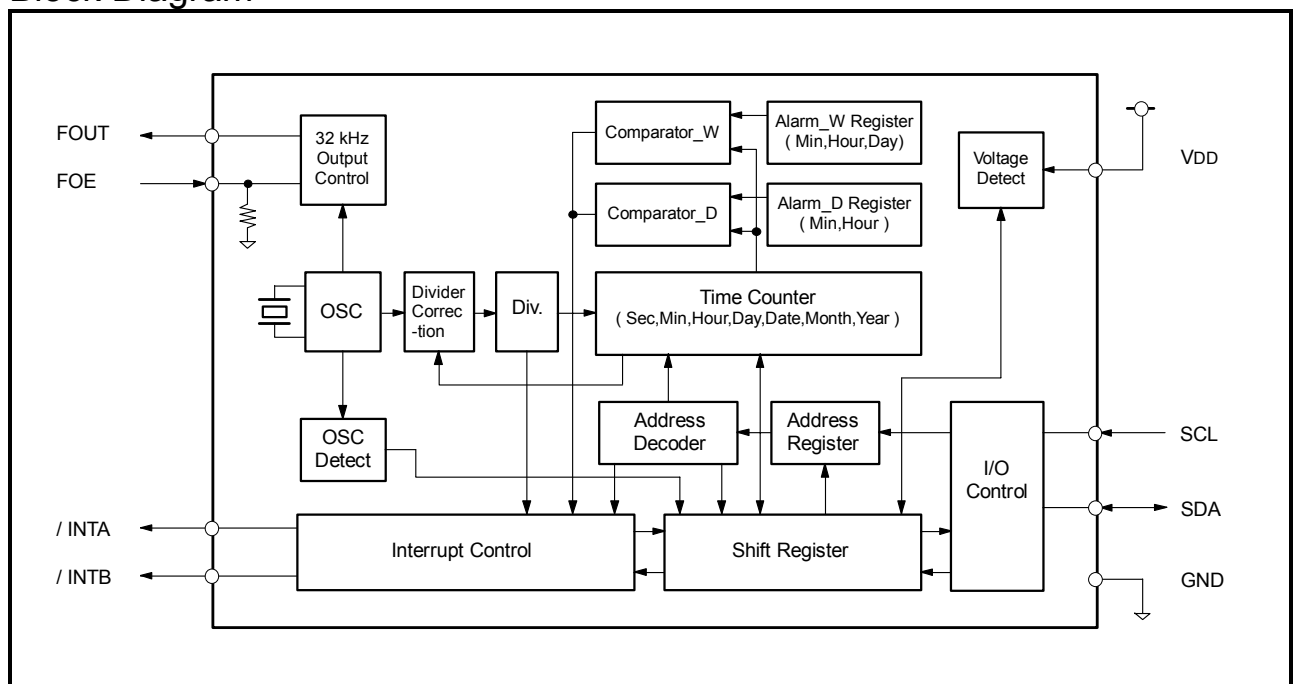 Block Diagram
FOUT
FOE
32 kHz
Output
Control
Comparator_W
Alarm_W Register
( Min,Hour,Day)
Voltage
Detect
VDD
Comparator_D
Alarm_D Register
( Min,Hour )
OSC
Divider
Correc
-tion
Div.
Time Counter
( Sec,Min,Hour,Day,Date,Month,Year )
OSC
Detect
Address
Decoder
Address
Register
I/O
Control
SCL
SDA
/ INTA
/ INTB
Interrupt Control
Shift Register
GND